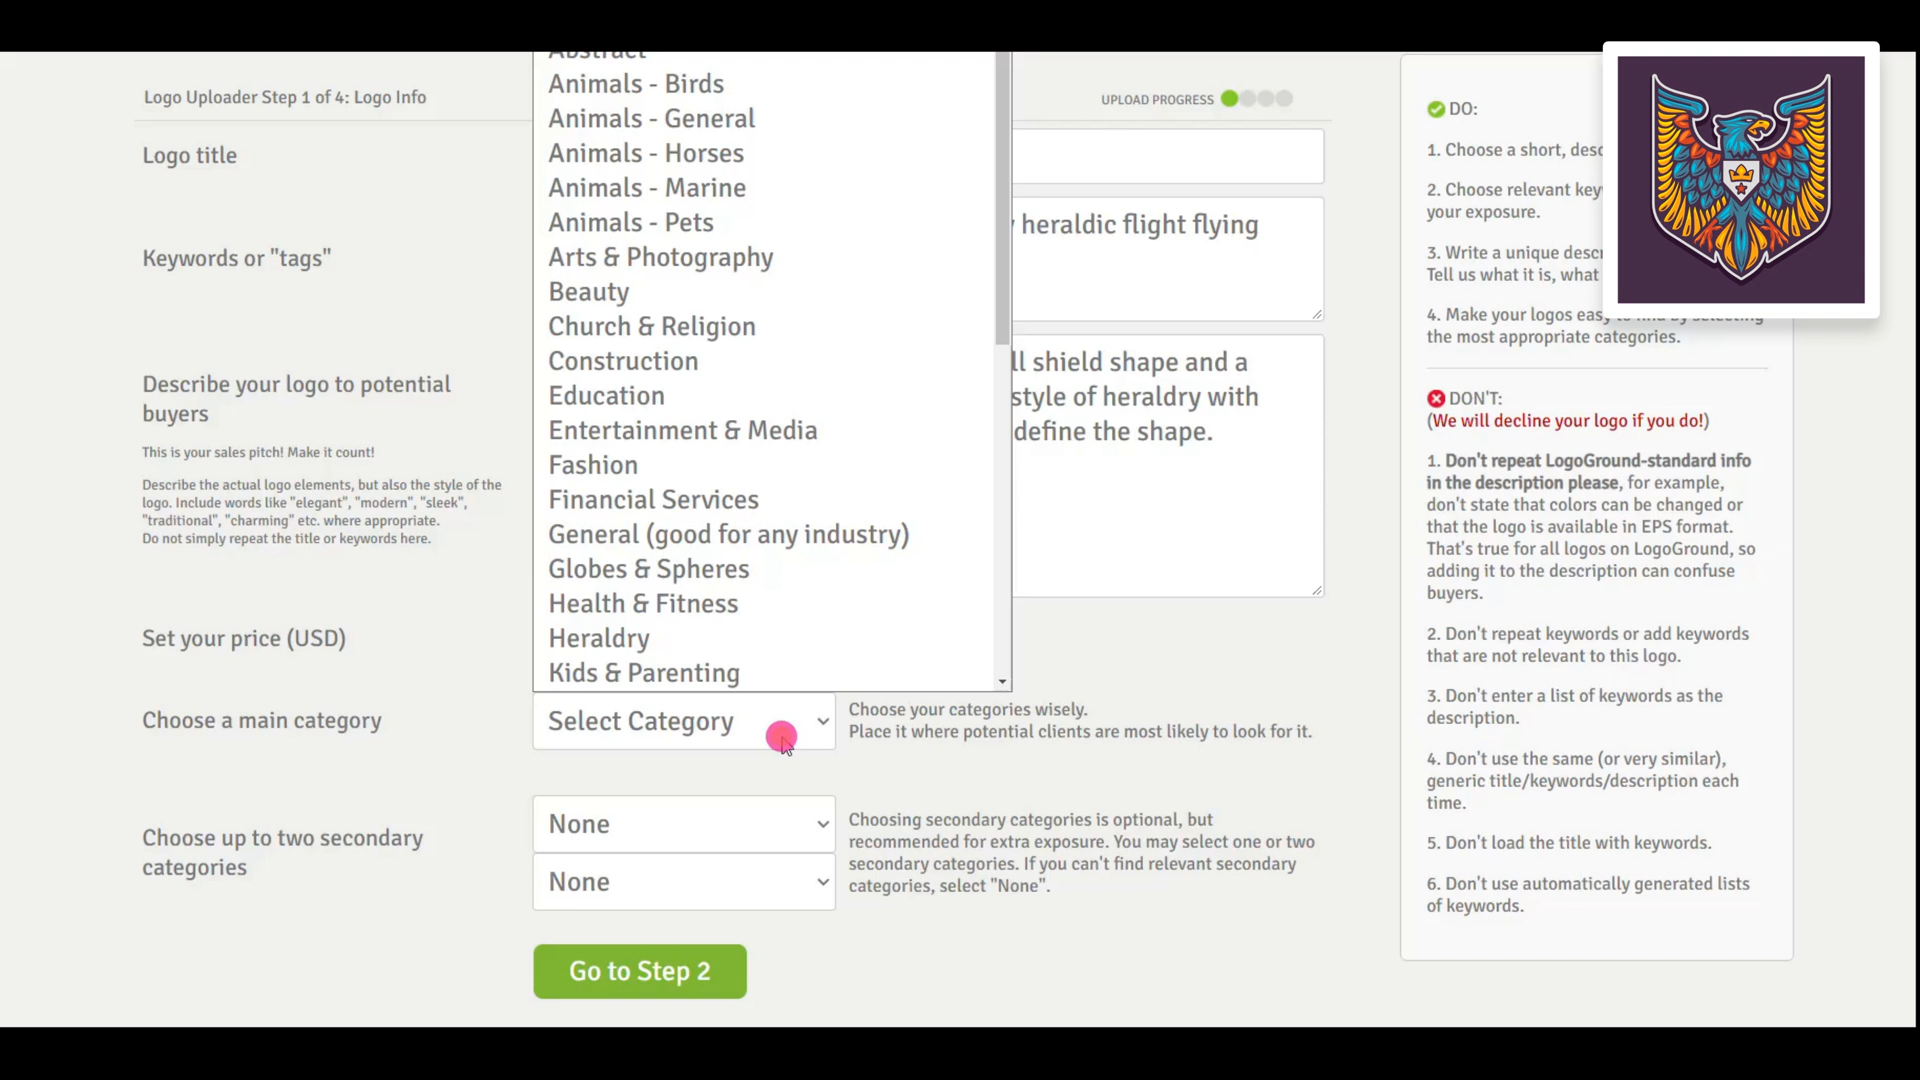 Logo Uploader Step 1 of 4: Logo Info
UPLOAD PROGRESS
Logo title
Keywords or "tags"
heraldic flight flying
Describe your logo to potential
buyers
This is your sales pitch! Make it count!
Describe the actual logo elements, but also the style of the
logo. Include words like "elegant", "modern", "sleek",
"traditional", "charming" etc. where appropriate.
Do not simply repeat the title or keywords here.
shield shape and a
style of heraldry with
define the shape.
Set your price (USD)
Abstract
Animals - Birds
Animals - General
Animals - Horses
Animals - Marine
Animals - Pets
Arts & Photography
Beauty
Church & Religion
Construction
Education
Entertainment & Media
Fashion
Financial Services
General (good for any industry)
Globes & Spheres
Health & Fitness
Heraldry
Kids & Parenting
Choose a main category
Select Category
Choose your categories wisely.
Place it where potential clients are most likely to look for it.
Choose up to two secondary
categories
None
None
Choosing secondary categories is optional, but
recommended for extra exposure. You may select one or two
secondary categories. If you can't find relevant secondary
categories, select "None".
Go to Step 2
DO:
1. Choose a short,
2. Choose relevant
your exposure.
3. Write a unique
Tell us what it is, what
4. Make your logos easy to find by selecting
the most appropriate categories.
DON'T:
(We will decline your logo if you do!)
1. Don't repeat LogoGround-standard info
in the description please, for example,
don't state that colors can be changed or
that the logo is available in EPS format.
That's true for all logos on LogoGround, so
adding it to the description can confuse
buyers.
2. Don't repeat keywords or add keywords
that are not relevant to this logo.
3. Don't enter a list of keywords as the
description.
4. Don't use the same (or very similar),
generic title/keywords/description each
time.
5. Don't load the title with keywords.
6. Don't use automatically generated lists
of keywords.